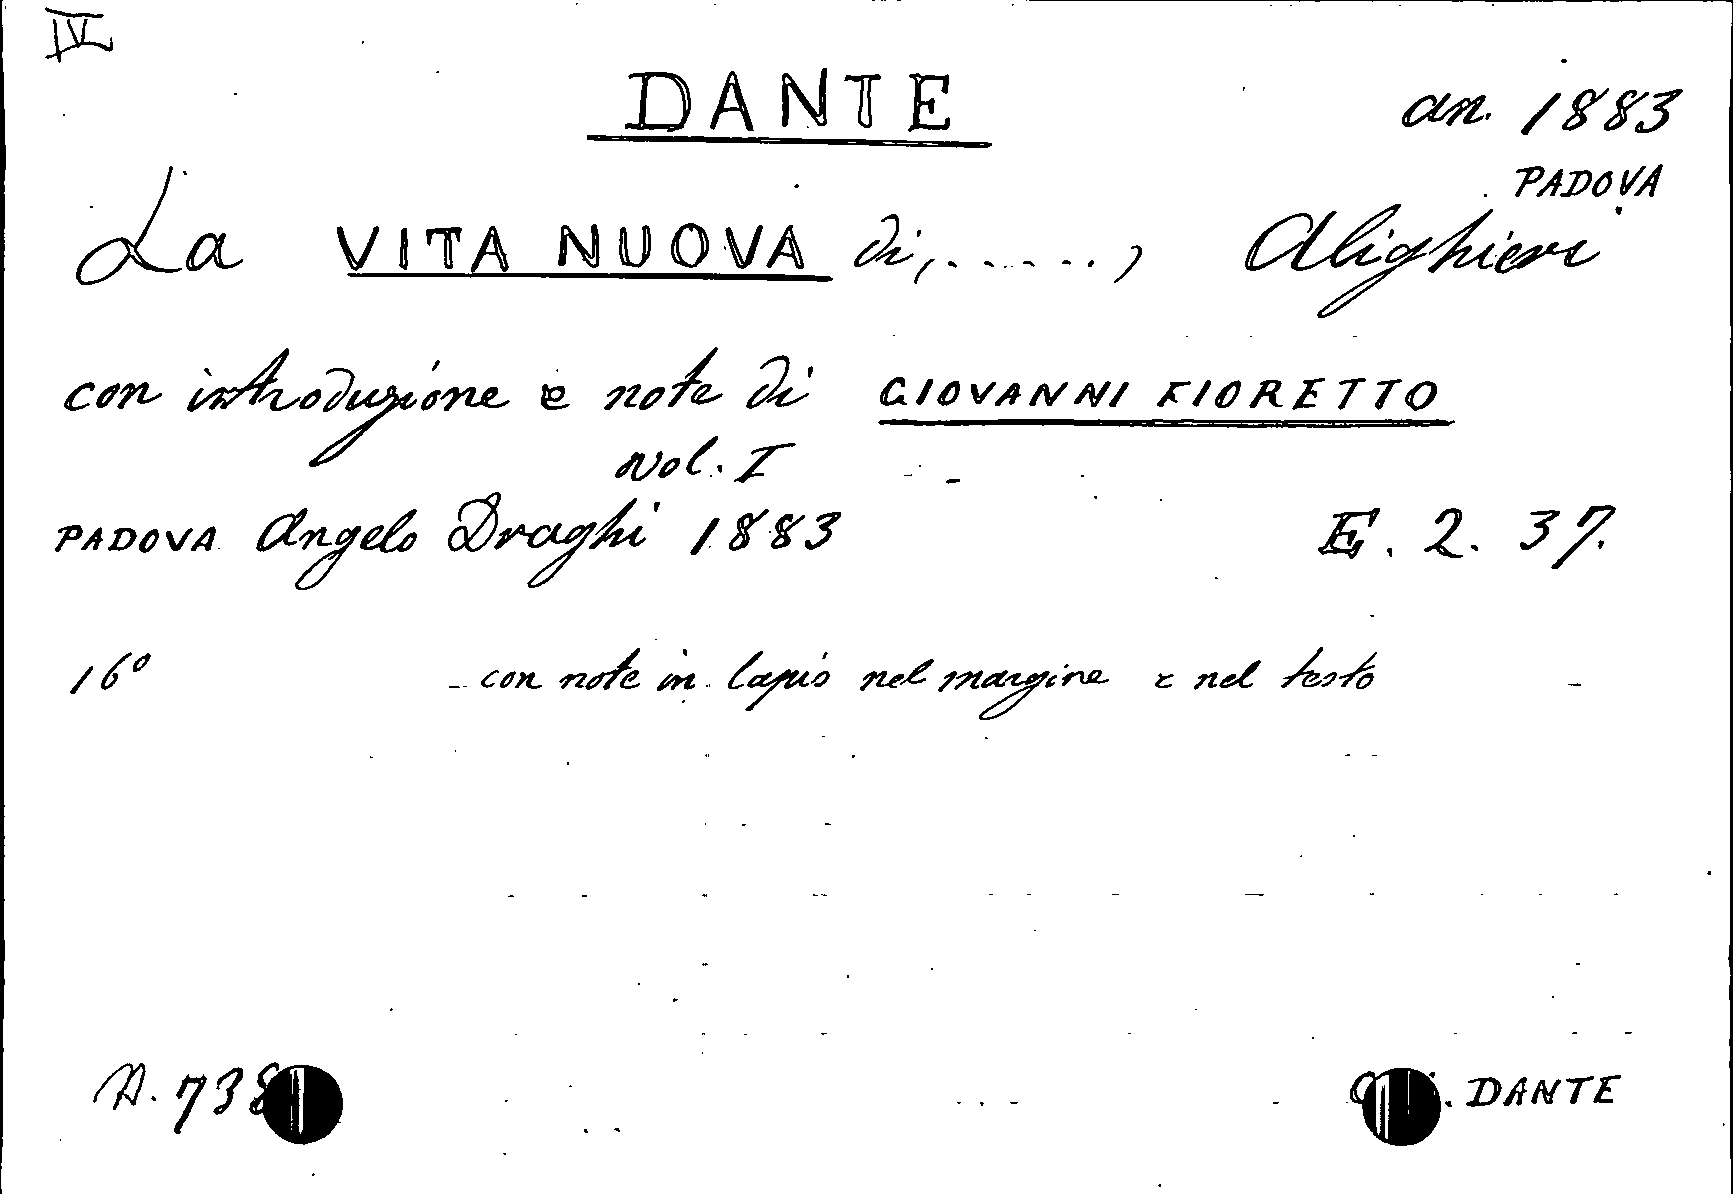 IV
DANTE
an. 1883
PADOVA
La VITA NUOVA di,......, Alighieri
con introduzione e note di GIOVANNI FIORETTO
vol. I
PADOVA Angelo Draghi 1883 E. 2. 37.
16° - con note in lapis nel margine e nel testo -
A. 738
DANTE